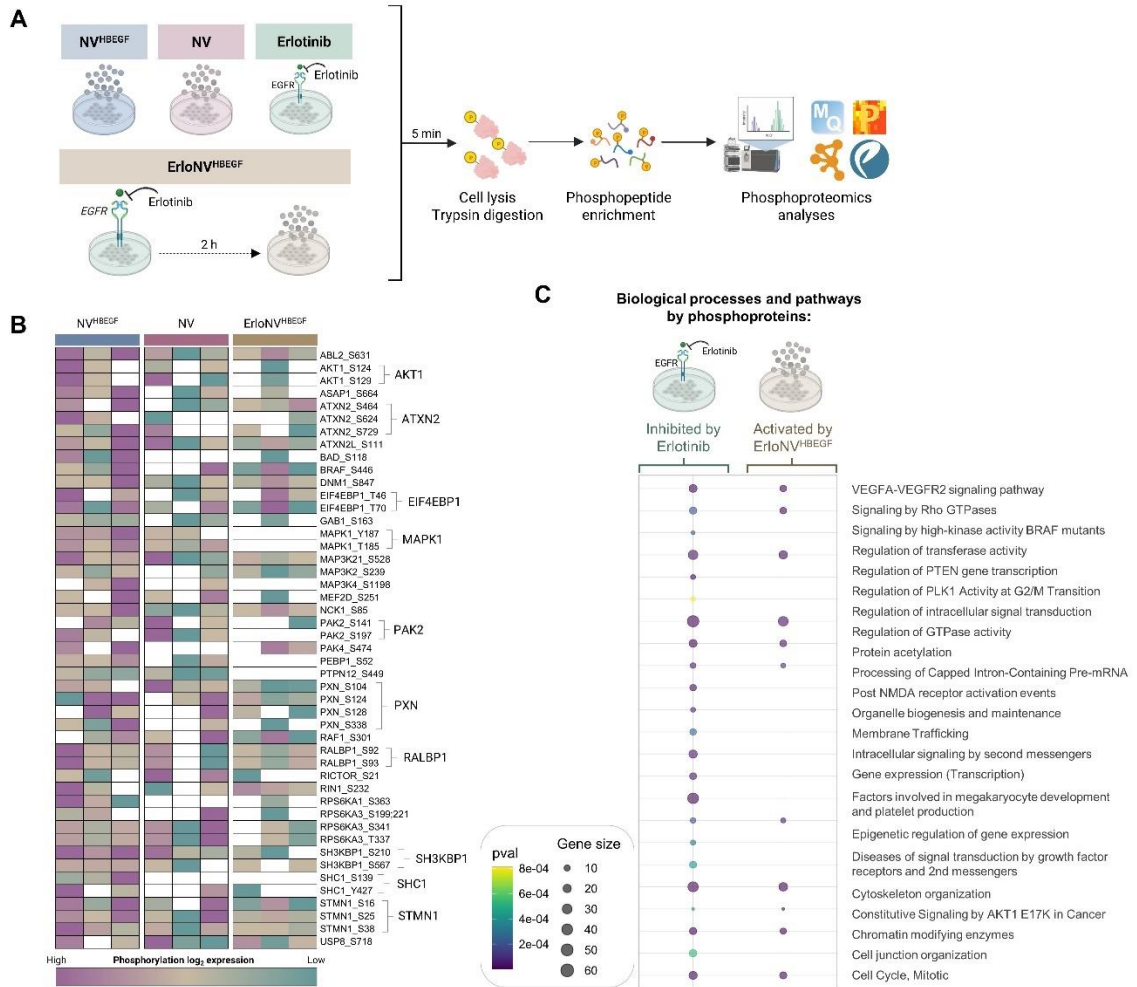 A
NV^HBEGF
NV
Erlotinib
Erlotinib
EGFR
ErloNV^HBEGF
Erlotinib
EGFR
2 h
5 min
Cell lysis
Trypsin digestion
Phosphopeptide
enrichment
Phosphoproteomics
analyses
M
Q
P
B
NV^HBEGF
NV
ErloNV^HBEGF
ABL2_S631
AKT1_S124
AKT1_S129
AKT1
ASAP1_S664
ATXN2_S464
ATXN2_S624
ATXN2_S729
ATXN2
ATXN2L_S111
BAD_S118
BRAF_S446
DNM1_S847
EIF4EBP1_T46
EIF4EBP1_T70
EIF4EBP1
GAB1_S163
MAPK1_Y187
MAPK1_T185
MAPK1
MAP3K21_S528
MAP3K2_S239
MAP3K4_S1198
MEF2D_S251
NCK1_S85
PAK2_S141
PAK2_S197
PAK2
PAK4_S474
PEBP1_S52
PTPN12_S449
PXN_S104
PXN_S124
PXN_S128
PXN_S338
PXN
RAF1_S301
RALBP1_S92
RALBP1_S93
RALBP1
RICTOR_S21
RIN1_S232
RPS6KA1_S363
RPS6KA3_S199;221
RPS6KA3_S341
RPS6KA3_T337
SH3KBP1_S210
SH3KBP1_S567
SH3KBP1
SHC1_S139
SHC1_Y427
SHC1
STMN1_S16
STMN1_S25
STMN1_S38
STMN1
USP8_S718
High
Phosphorylation log₂ expression
Low
C
Biological processes and pathways
by phosphoproteins:
Erlotinib
EGFR
Inhibited by
Erlotinib
Activated by
ErloNV^HBEGF
VEGFA-VEGFR2 signaling pathway
Signaling by Rho GTPases
Signaling by high-kinase activity BRAF mutants
Regulation of transferase activity
Regulation of PTEN gene transcription
Regulation of PLK1 Activity at G2/M Transition
Regulation of intracellular signal transduction
Regulation of GTPase activity
Protein acetylation
Processing of Capped Intron-Containing Pre-mRNA
Post NMDA receptor activation events
Organelle biogenesis and maintenance
Membrane Trafficking
Intracellular signaling by second messengers
Gene expression (Transcription)
Factors involved in megakaryocyte development
and platelet production
Epigenetic regulation of gene expression
Diseases of signal transduction by growth factor
receptors and 2nd messengers
Cytoskeleton organization
Constitutive Signaling by AKT1 E17K in Cancer
Chromatin modifying enzymes
Cell junction organization
Cell Cycle, Mitotic
pval
8e-04
6e-04
4e-04
2e-04
Gene size
10
20
30
40
50
60